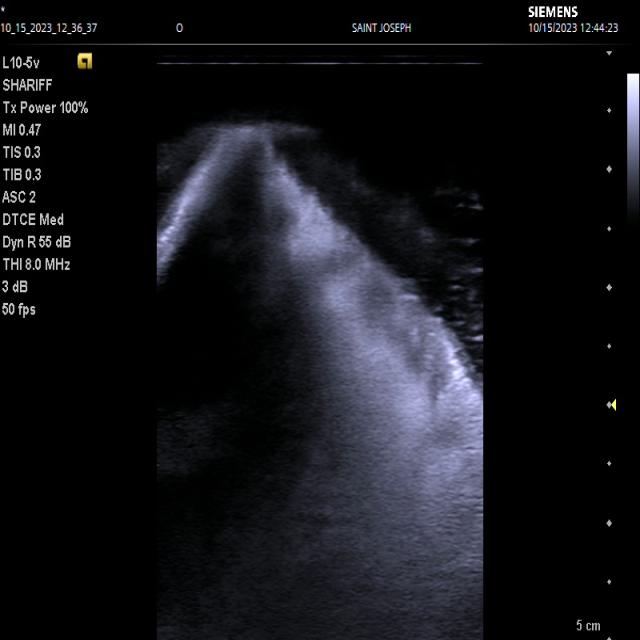 *
SIEMENS
10_15_2023_12_36_37 O SAINT JOSEPH 10/15/2023 12:44:23
L10-5v
SHARIFF
Tx Power 100%
MI 0.47
TIS 0.3
TIB 0.3
ASC 2
DTCE Med
Dyn R 55 dB
THI 8.0 MHz
3 dB
50 fps
5 cm